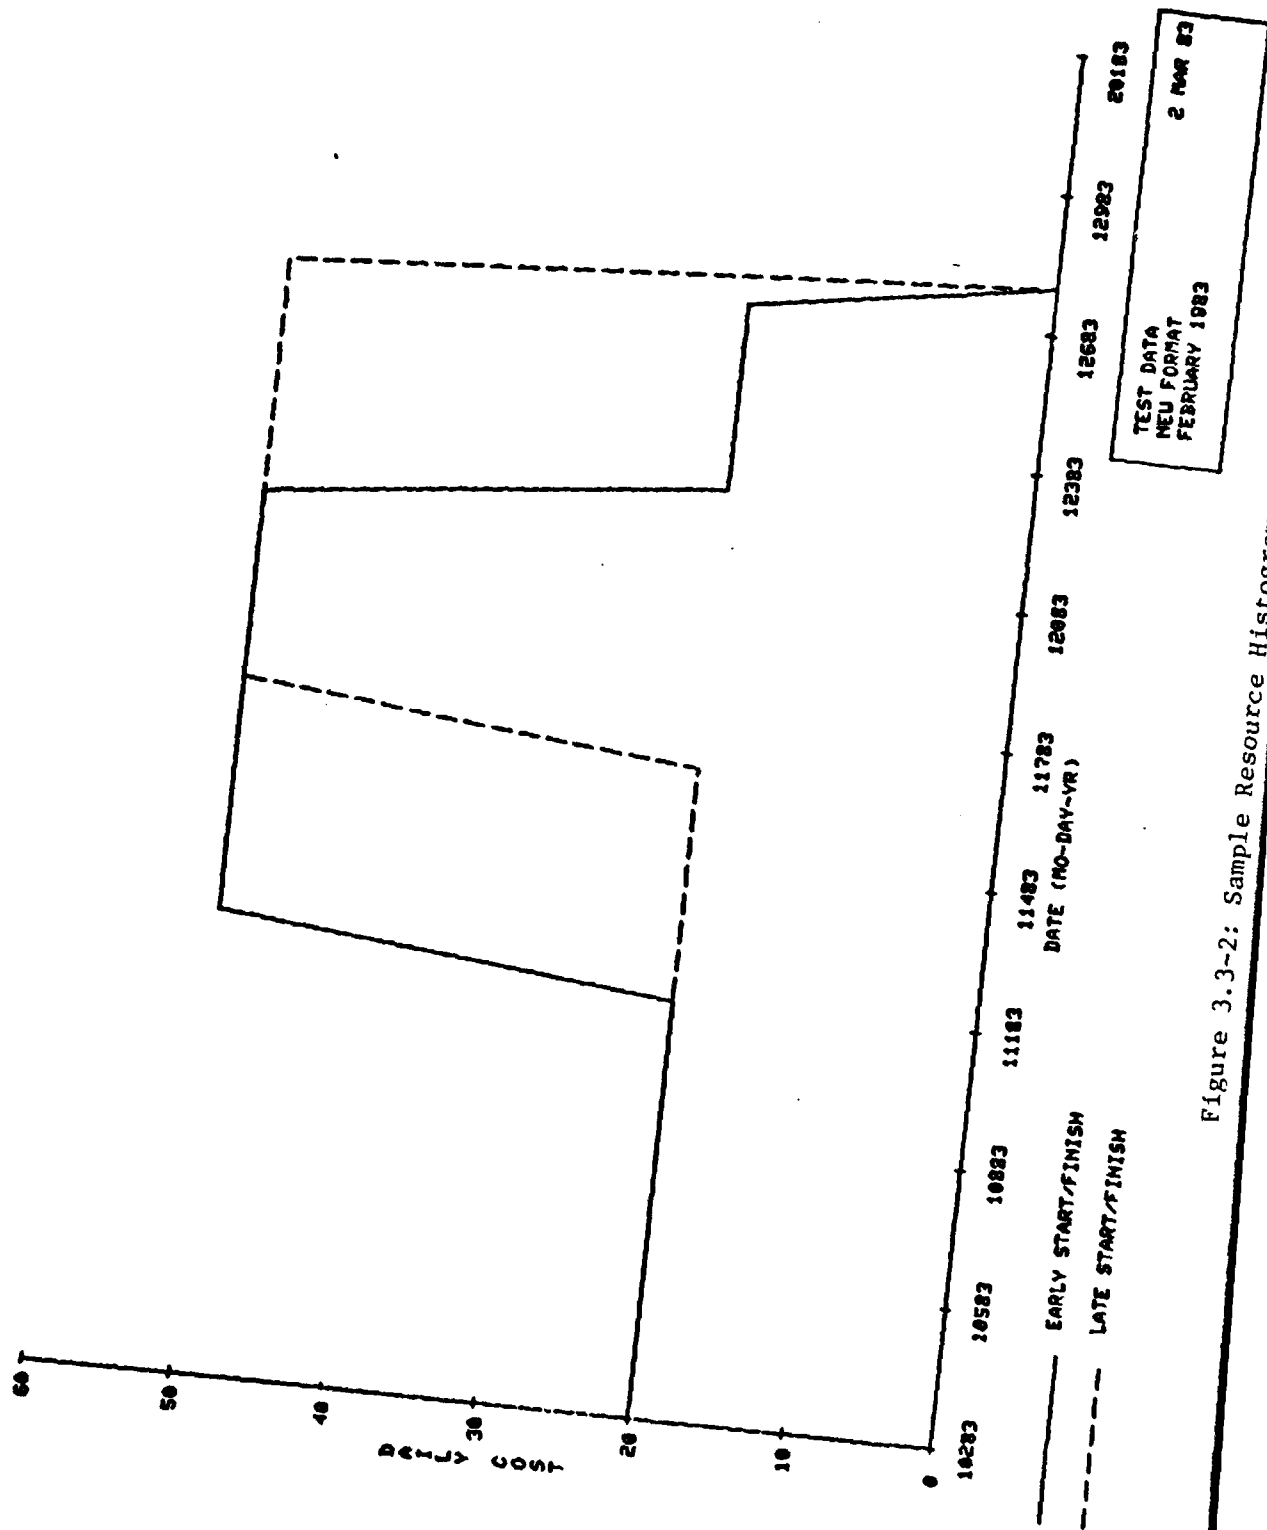 60
50
40
30
20
10
0
DAILY COST
10283
10583
10883
11183
11483
11783
12083
12383
12683
12983
20183
DATE (MO-DAY-YR)
EARLY START/FINISH
LATE START/FINISH
TEST DATA
NEW FORMAT
FEBRUARY 1983
2 MAR 83
Figure 3.3-2: Sample Resource